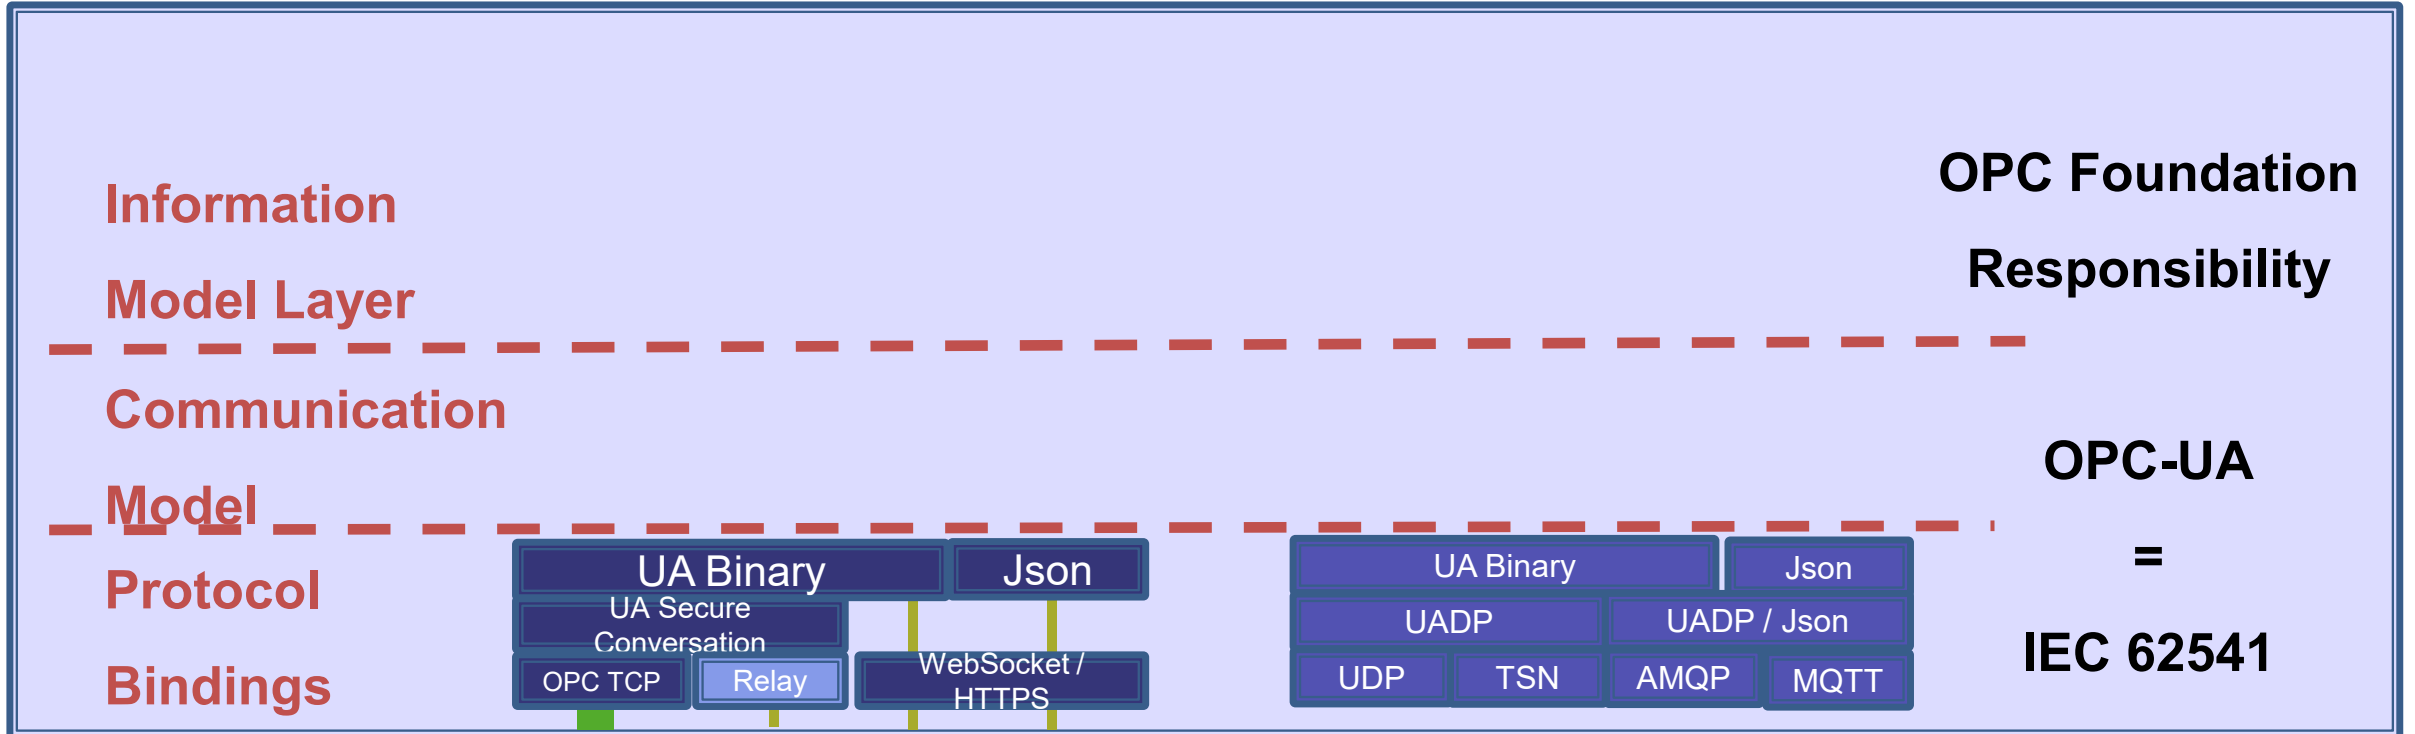 Information
Model Layer
OPC Foundation
Responsibility
Communication
Model
OPC-UA
=
IEC 62541
Protocol
Bindings
UA Binary
Json
UA Secure
Conversation
OPC TCP
Relay
WebSocket /
HTTPS
UA Binary
Json
UADP
UADP / Json
UDP
TSN
AMQP
MQTT